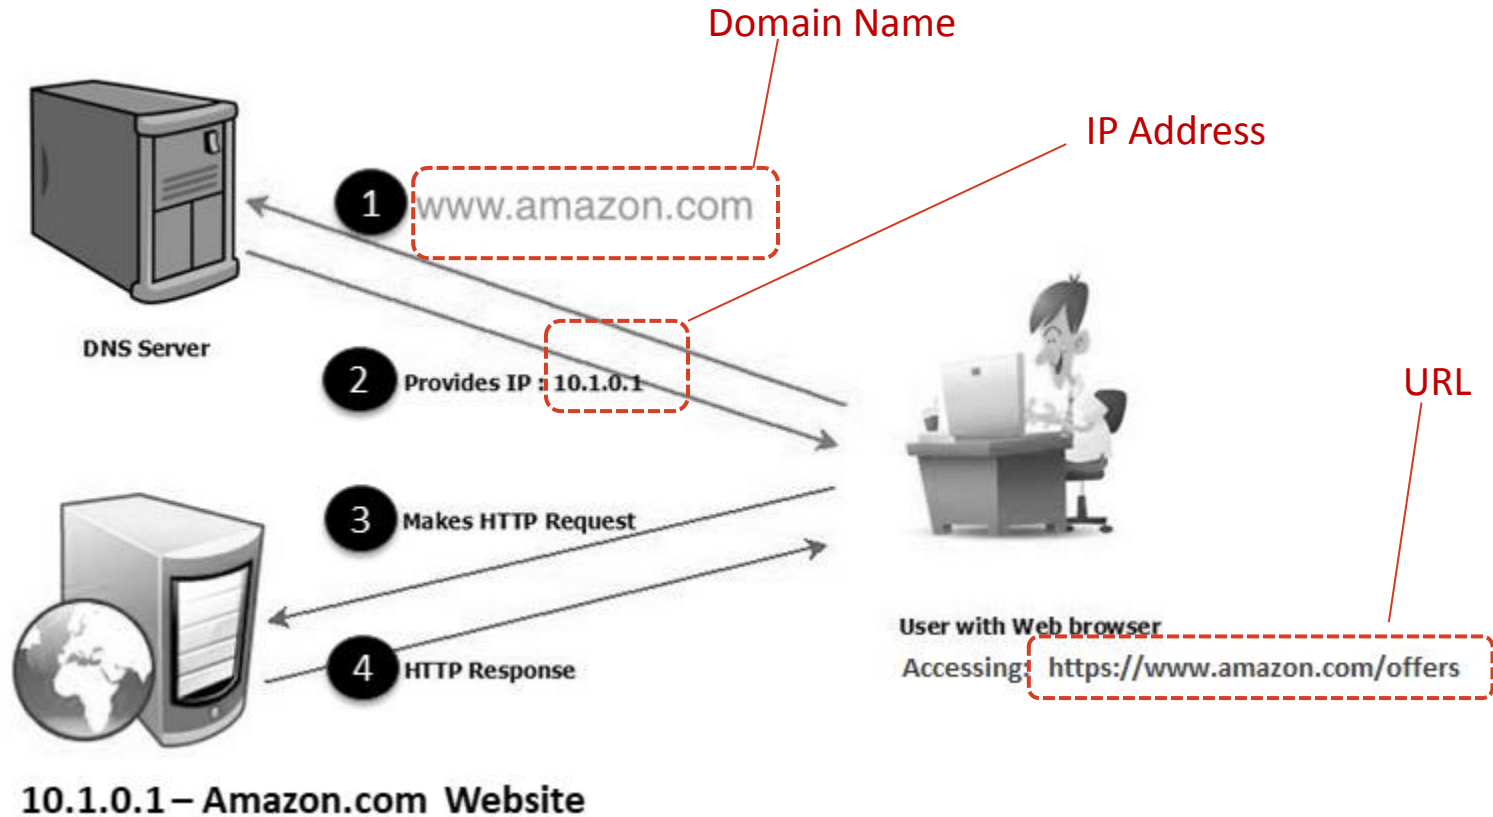 Domain Name
IP Address
1 www.amazon.com
DNS Server
2 Provides IP : 10.1.0.1
URL
3 Makes HTTP Request
User with Web browser
Accessing: https://www.amazon.com/offers
4 HTTP Response
10.1.0.1 – Amazon.com Website